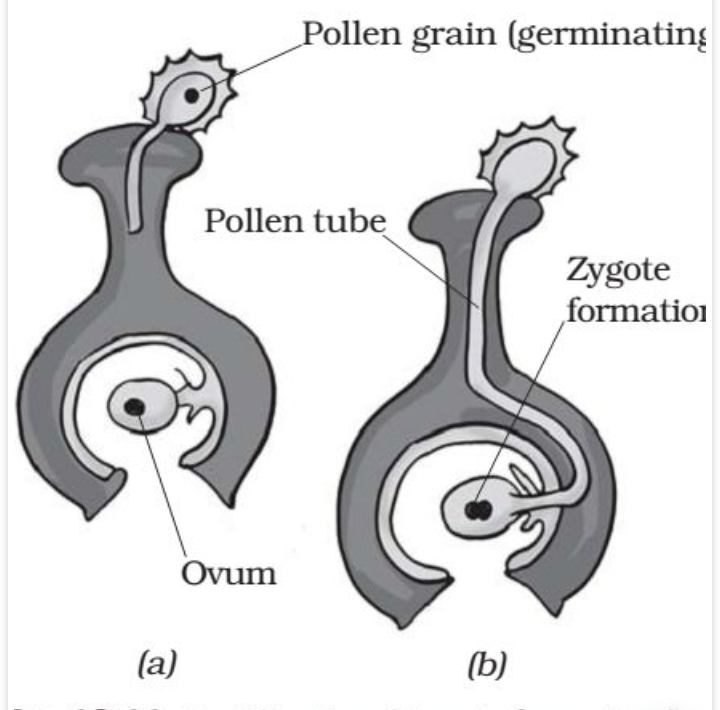 Pollen grain (germinating
Pollen tube
Zygote
formation
Ovum
(a)
(b)